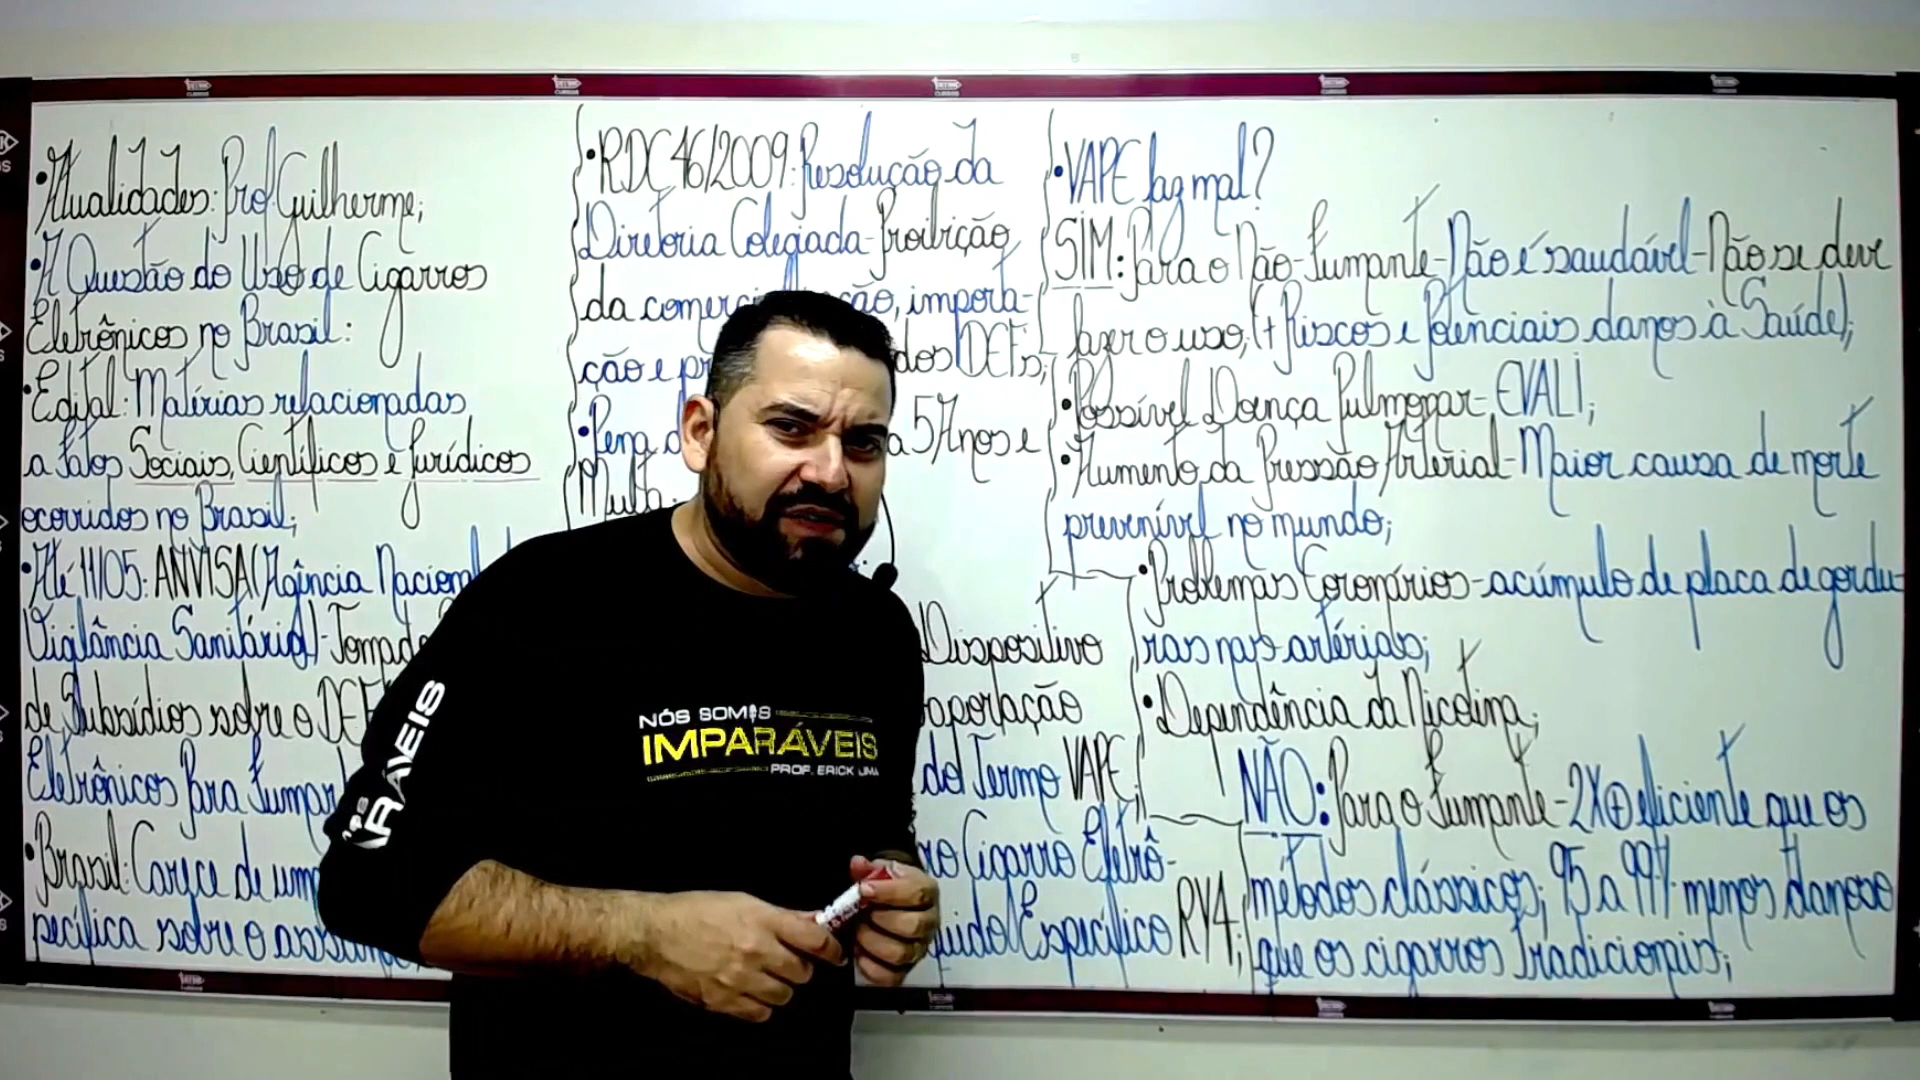 •Atualidades: Prof. Guilherme;
•A Questão do Uso de Cigarros
Eletrônicos no Brasil:
•Edital: Matérias relacionadas
a fatos Sociais, Científicos e Jurídicos
ocorridos no Brasil;
•Até 11/05: ANVISA (Agência Nacional
Vigilância Sanitária) - Tomada
de Subsídios sobre o DEF
Eletrônicos Para Fumar
•Brasil: Carece de uma
pecífica sobre o
•RDC 46/2009: Resolução da
Diretoria Colegiada - Proibição
da comercialização, importa-
ção e dos DEFs;
•Pena a 5 Anos e
Multa;
Dispositivo
do Termo VAPE;
Cigarro Eletrô-
Específico RY4;
•VAPE faz mal?
SIM: Para o Não-Fumante - Não é saudável - Não se deve
fazer o uso, (+ Riscos e Potenciais danos à Saúde);
•Possível Doença Pulmonar - EVALI;
•Aumento da Pressão Arterial - Maior causa de morte
prevenível no mundo;
•Problemas Coronários - acúmulo de placa de gordu-
ras nas artérias;
•Dependência da Nicotina;
NÃO: Para o Fumante - 2X⊕ eficiente que os
métodos clássicos; 95 a 99% menos danoso
que os cigarros tradicionais;
NÓS SOMOS
IMPARÁVEIS
PROF. ERICK LIMA